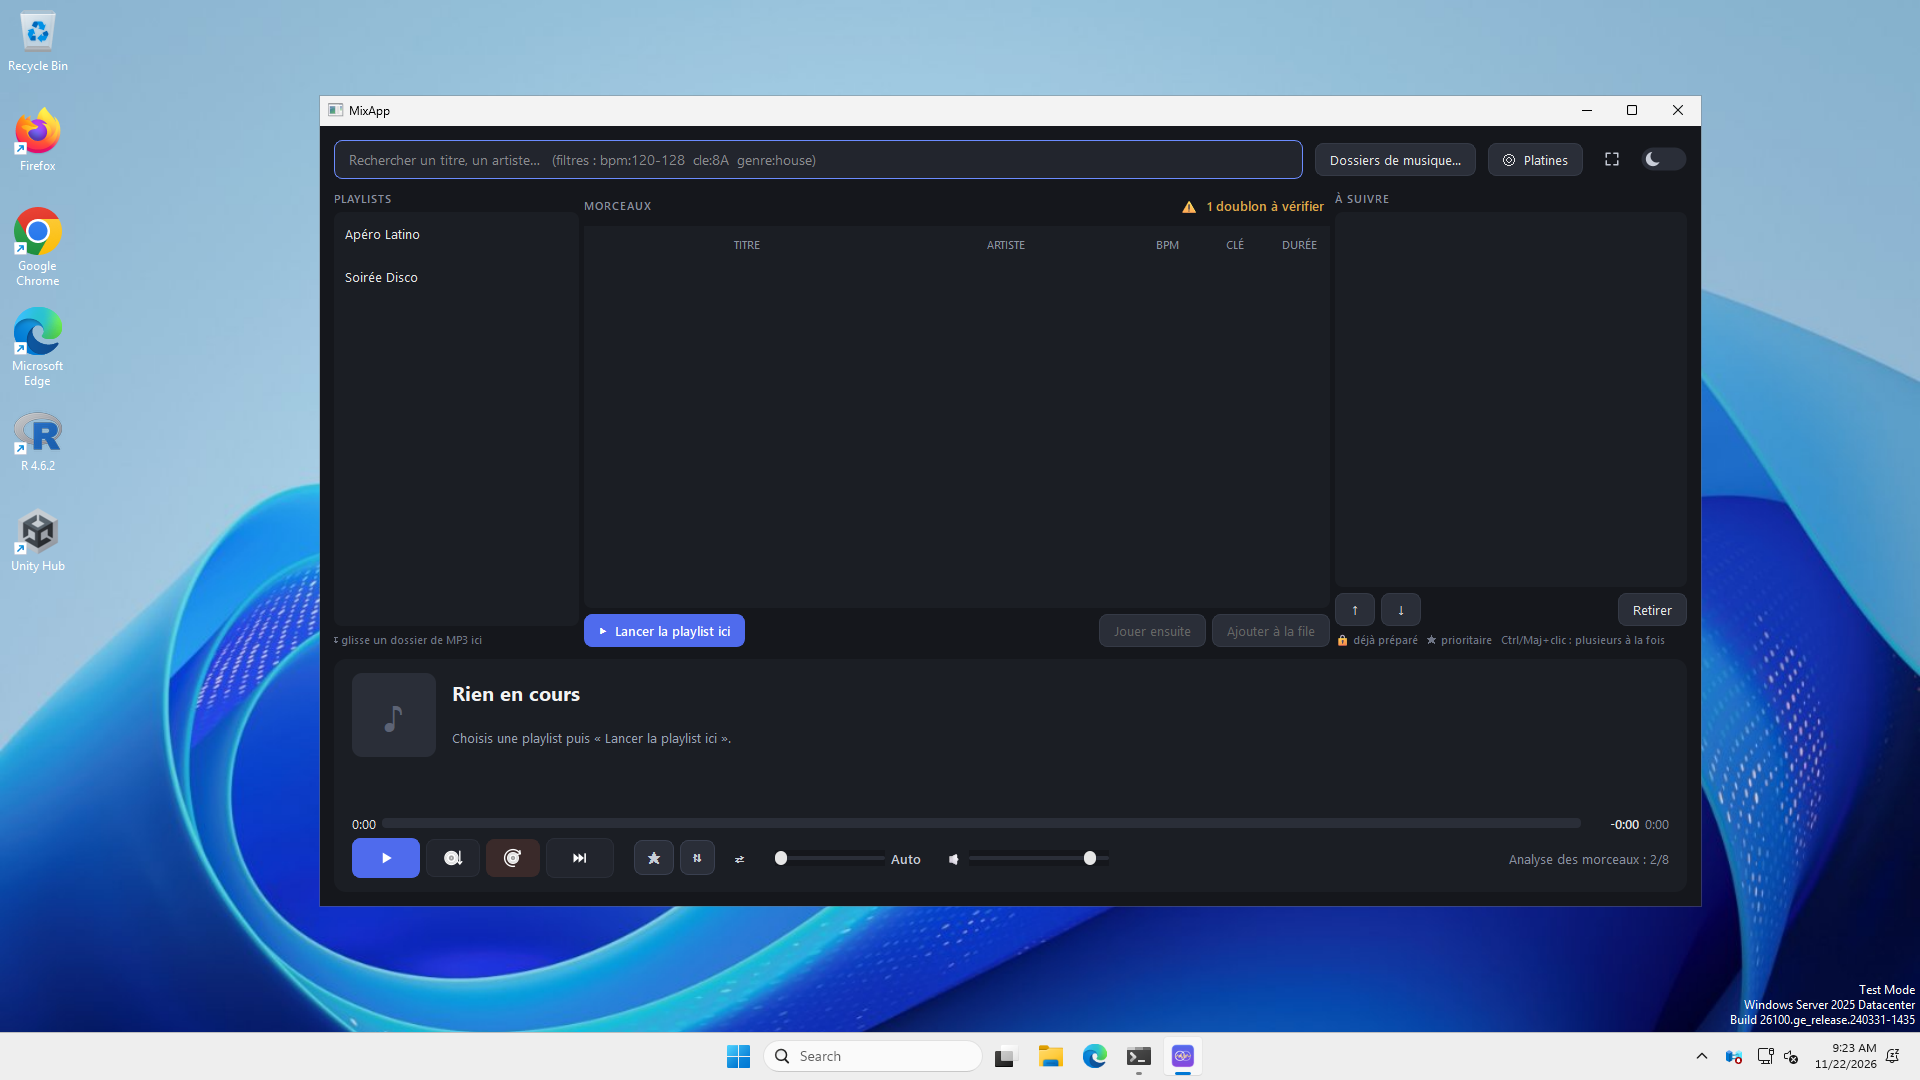 Recycle Bin
Firefox
Google
Chrome
Microsoft
Edge
R 4.6.2
Unity Hub
MixApp
Rechercher un titre, un artiste... (filtres : bpm:120-128 cle:8A genre:house)
Dossiers de musique...
Platines
PLAYLISTS
Apéro Latino
Soirée Disco
glisse un dossier de MP3 ici
MORCEAUX
1 doublon à vérifier
TITRE ARTISTE BPM CLÉ DURÉE
Lancer la playlist ici
Jouer ensuite
Ajouter à la file
À SUIVRE
↑ ↓
Retirer
déjà préparé ★ prioritaire Ctrl/Maj+clic : plusieurs à la fois
Rien en cours
Choisis une playlist puis « Lancer la playlist ici ».
0:00
-0:00 0:00
Auto
Analyse des morceaux : 2/8
Test Mode
Windows Server 2025 Datacenter
Build 26100.ge_release.240331-1435
Search
9:23 AM
11/22/2026